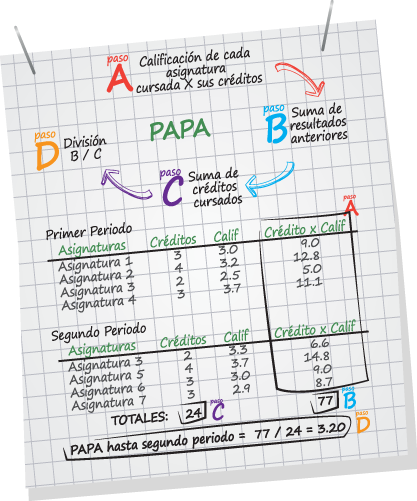 paso
A Calificación de cada
asignatura
cursada X sus créditos
paso
B Suma de
resultados
anteriores
PAPA
paso
D División
B / C
paso
C Suma de
créditos
cursados
paso
A
Primer Periodo
Asignaturas Créditos Calif Crédito x Calif
Asignatura 1 3 3.0 9.0
Asignatura 2 4 3.2 12.8
Asignatura 3 2 2.5 5.0
Asignatura 4 3 3.7 11.1
Segundo Periodo
Asignaturas Créditos Calif Crédito x Calif
Asignatura 3 2 3.3 6.6
Asignatura 5 4 3.7 14.8
Asignatura 6 3 3.0 9.0
Asignatura 7 3 2.9 8.7
TOTALES: 24 paso C 77 paso B
PAPA hasta segundo periodo = 77 / 24 = 3.20 paso D